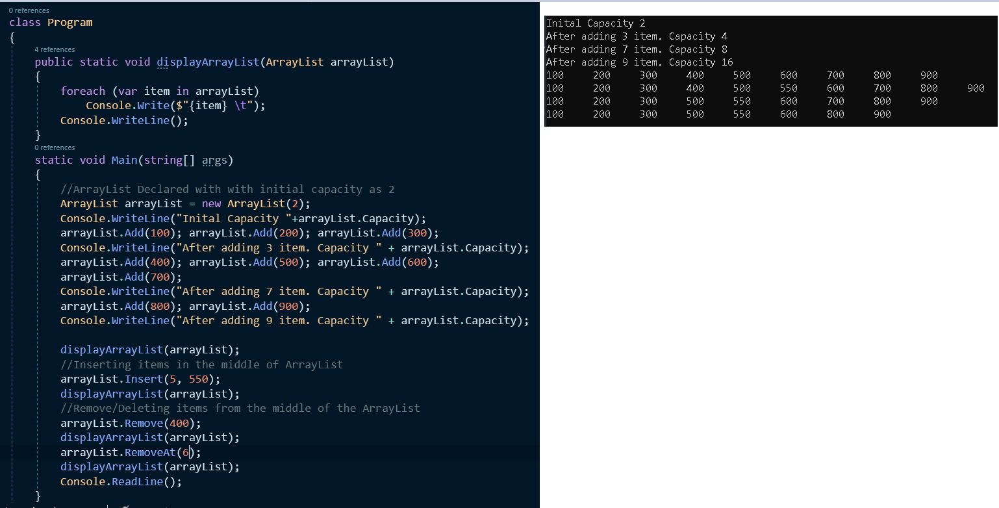 0 references
class Program
{
4 references
public static void displayArrayList(ArrayList arrayList)
{
foreach (var item in arrayList)
Console.Write($"{item} \t");
Console.WriteLine();
}
0 references
static void Main(string[] args)
{
//ArrayList Declared with with initial capacity as 2
ArrayList arrayList = new ArrayList(2);
Console.WriteLine("Inital Capacity "+arrayList.Capacity);
arrayList.Add(100); arrayList.Add(200); arrayList.Add(300);
Console.WriteLine("After adding 3 item. Capacity " + arrayList.Capacity);
arrayList.Add(400); arrayList.Add(500); arrayList.Add(600);
arrayList.Add(700);
Console.WriteLine("After adding 7 item. Capacity " + arrayList.Capacity);
arrayList.Add(800); arrayList.Add(900);
Console.WriteLine("After adding 9 item. Capacity " + arrayList.Capacity);
displayArrayList(arrayList);
//Inserting items in the middle of ArrayList
arrayList.Insert(5, 550);
displayArrayList(arrayList);
//Remove/Deleting items from the middle of the ArrayList
arrayList.Remove(400);
displayArrayList(arrayList);
arrayList.RemoveAt(6);
displayArrayList(arrayList);
Console.ReadLine();
}
Inital Capacity 2
After adding 3 item. Capacity 4
After adding 7 item. Capacity 8
After adding 9 item. Capacity 16
100 200 300 400 500 600 700 800 900
100 200 300 400 500 550 600 700 800 900
100 200 300 500 550 600 700 800 900
100 200 300 500 550 600 800 900